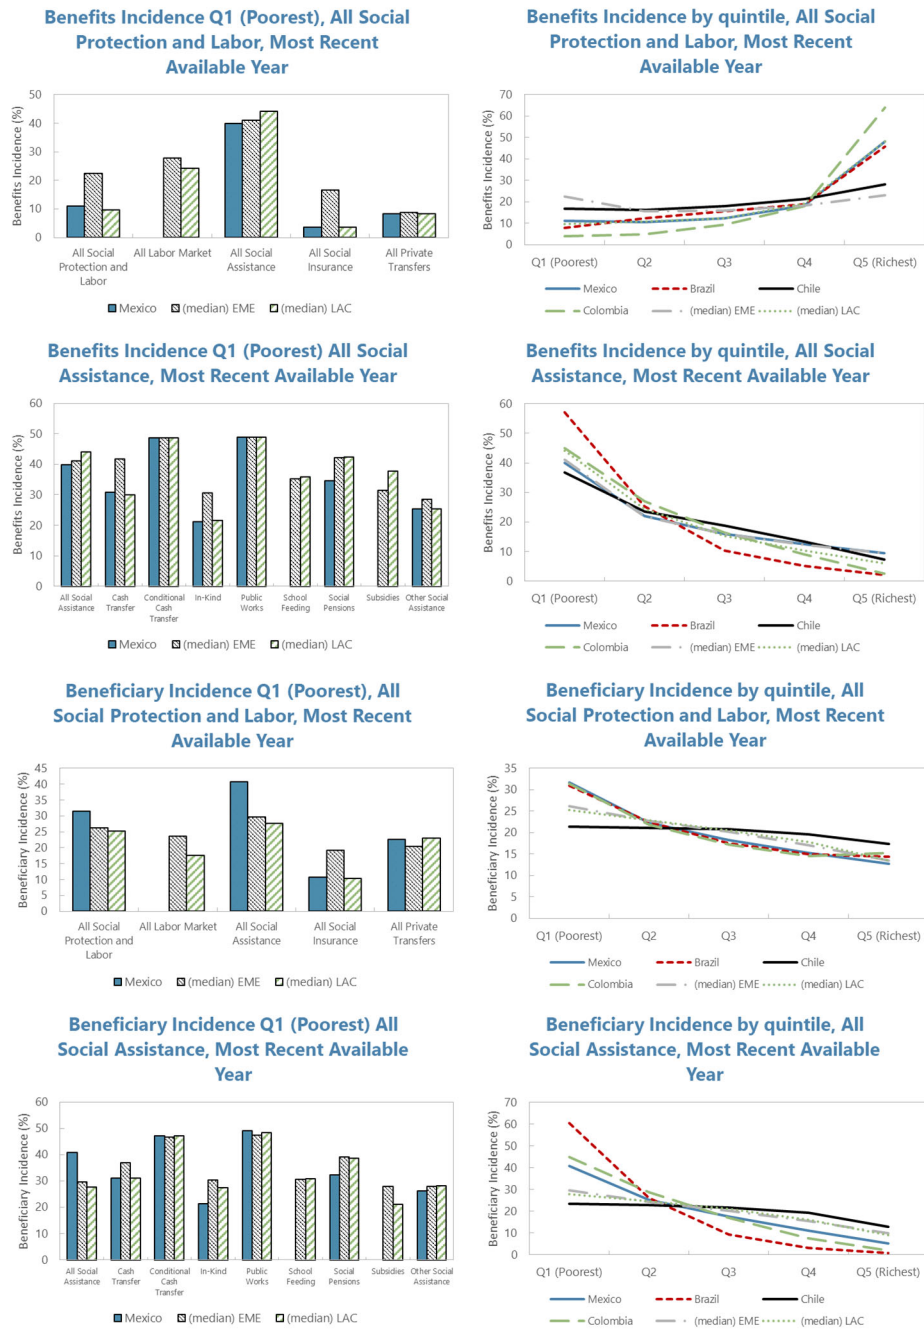 Benefits Incidence Q1 (Poorest), All Social
Protection and Labor, Most Recent
Available Year
Benefits Incidence (%)
50
40
30
20
10
0
All Social
Protection and
Labor
All Labor Market
All Social
Assistance
All Social
Insurance
All Private
Transfers
Mexico
(median) EME
(median) LAC
Benefits Incidence by quintile, All Social
Protection and Labor, Most Recent
Available Year
Benefits Incidence (%)
70
60
50
40
30
20
10
0
Q1 (Poorest)
Q2
Q3
Q4
Q5 (Richest)
Mexico
Brazil
Chile
Colombia
(median) EME
(median) LAC
Benefits Incidence Q1 (Poorest) All Social
Assistance, Most Recent Available Year
Benefits Incidence (%)
60
50
40
30
20
10
0
All Social
Assistance
Cash
Transfer
Conditional
Cash
Transfer
In-Kind
Public
Works
School
Feeding
Social
Pensions
Subsidies
Other Social
Assistance
Mexico
(median) EME
(median) LAC
Benefits Incidence by quintile, All Social
Assistance, Most Recent Available Year
Benefits Incidence (%)
60
50
40
30
20
10
0
Q1 (Poorest)
Q2
Q3
Q4
Q5 (Richest)
Mexico
Brazil
Chile
Colombia
(median) EME
(median) LAC
Beneficiary Incidence Q1 (Poorest), All
Social Protection and Labor, Most Recent
Available Year
Beneficiary Incidence (%)
45
40
35
30
25
20
15
10
5
0
All Social
Protection and
Labor
All Labor Market
All Social
Assistance
All Social
Insurance
All Private
Transfers
Mexico
(median) EME
(median) LAC
Beneficiary Incidence by quintile, All
Social Protection and Labor, Most Recent
Available Year
Beneficiary Incidence (%)
35
30
25
20
15
10
5
0
Q1 (Poorest)
Q2
Q3
Q4
Q5 (Richest)
Mexico
Brazil
Chile
Colombia
(median) EME
(median) LAC
Beneficiary Incidence Q1 (Poorest) All
Social Assistance, Most Recent Available
Year
Beneficiary Incidence (%)
60
50
40
30
20
10
0
All Social
Assistance
Cash
Transfer
Conditional
Cash
Transfer
In-Kind
Public
Works
School
Feeding
Social
Pensions
Subsidies
Other Social
Assistance
Mexico
(median) EME
(median) LAC
Beneficiary Incidence by quintile, All
Social Assistance, Most Recent Available
Year
Beneficiary Incidence (%)
70
60
50
40
30
20
10
0
Q1 (Poorest)
Q2
Q3
Q4
Q5 (Richest)
Mexico
Brazil
Chile
Colombia
(median) EME
(median) LAC